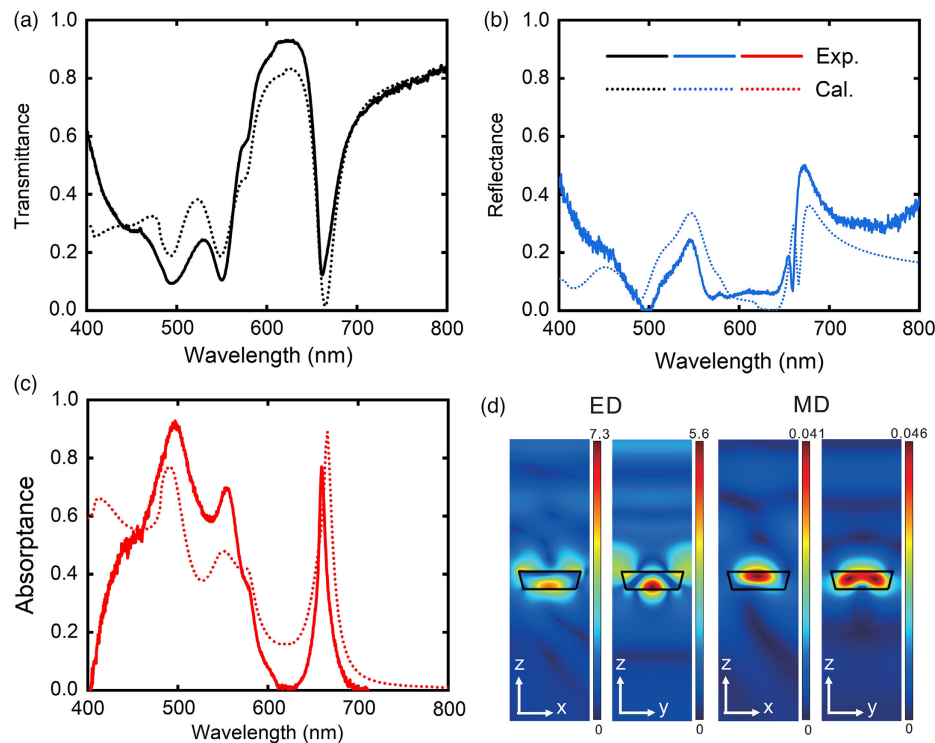 (a)
Transmittance
1.0
0.8
0.6
0.4
0.2
0.0
400 500 600 700 800
Wavelength (nm)
(b)
Reflectance
1.0
0.8
0.6
0.4
0.2
0.0
Exp.
Cal.
400 500 600 700 800
Wavelength (nm)
(c)
Absorptance
1.0
0.8
0.6
0.4
0.2
0.0
400 500 600 700 800
Wavelength (nm)
(d)
ED MD
7.3 5.6 0.041 0.046
z z z z
x y x y
0 0 0 0